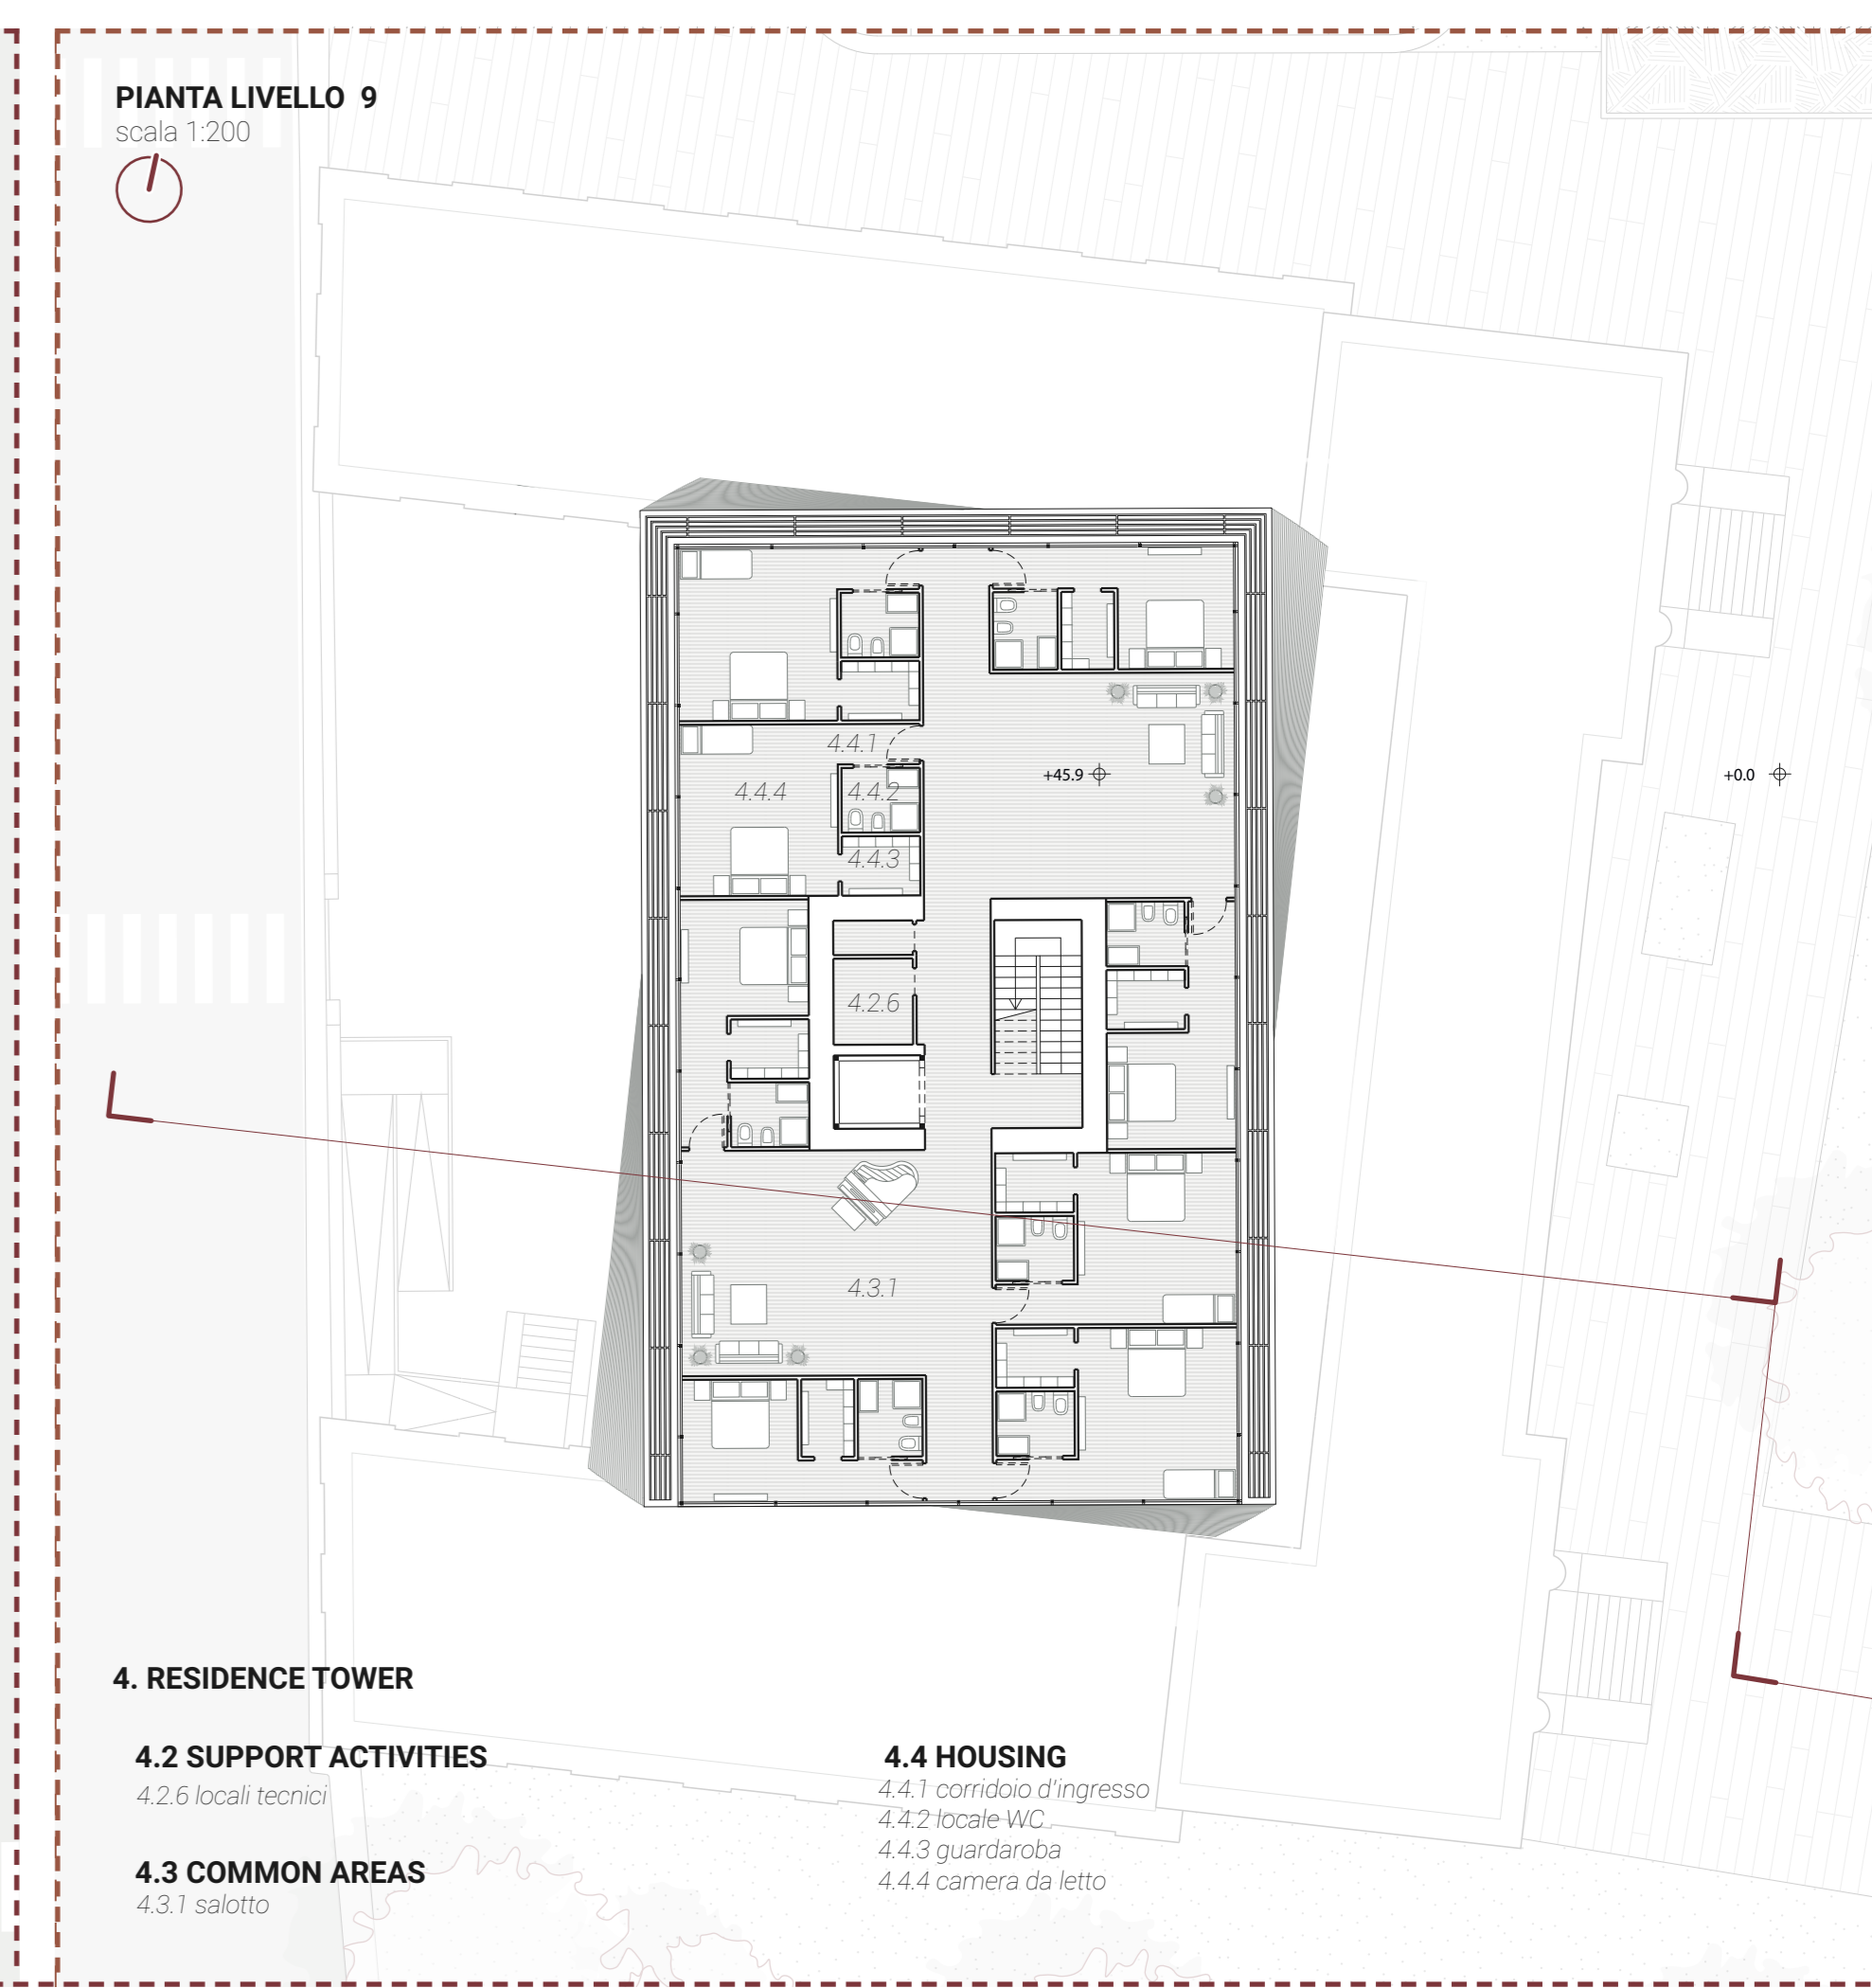 PIANTA LIVELLO 9
scala 1:200
4.4.1
4.4.4
4.4.2
+45.9
+0.0
4.4.3
4.2.6
4.3.1
4. RESIDENCE TOWER
4.2 SUPPORT ACTIVITIES
4.2.6 locali tecnici
4.3 COMMON AREAS
4.3.1 salotto
4.4 HOUSING
4.4.1 corridoio d'ingresso
4.4.2 locale WC
4.4.3 guardaroba
4.4.4 camera da letto